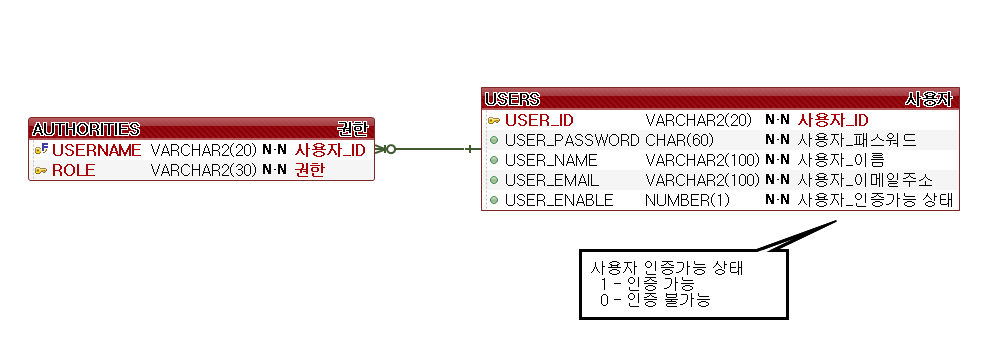 AUTHORITIES 권한
USERNAME VARCHAR2(20) N-N 사용자_ID
ROLE VARCHAR2(30) N-N 권한
USERS 사용자
USER_ID VARCHAR2(20) N-N 사용자_ID
USER_PASSWORD CHAR(60) N-N 사용자_패스워드
USER_NAME VARCHAR2(100) N-N 사용자_이름
USER_EMAIL VARCHAR2(100) N-N 사용자_이메일주소
USER_ENABLE NUMBER(1) N-N 사용자_인증가능 상태
사용자 인증가능 상태
1 - 인증 가능
0 - 인증 불가능